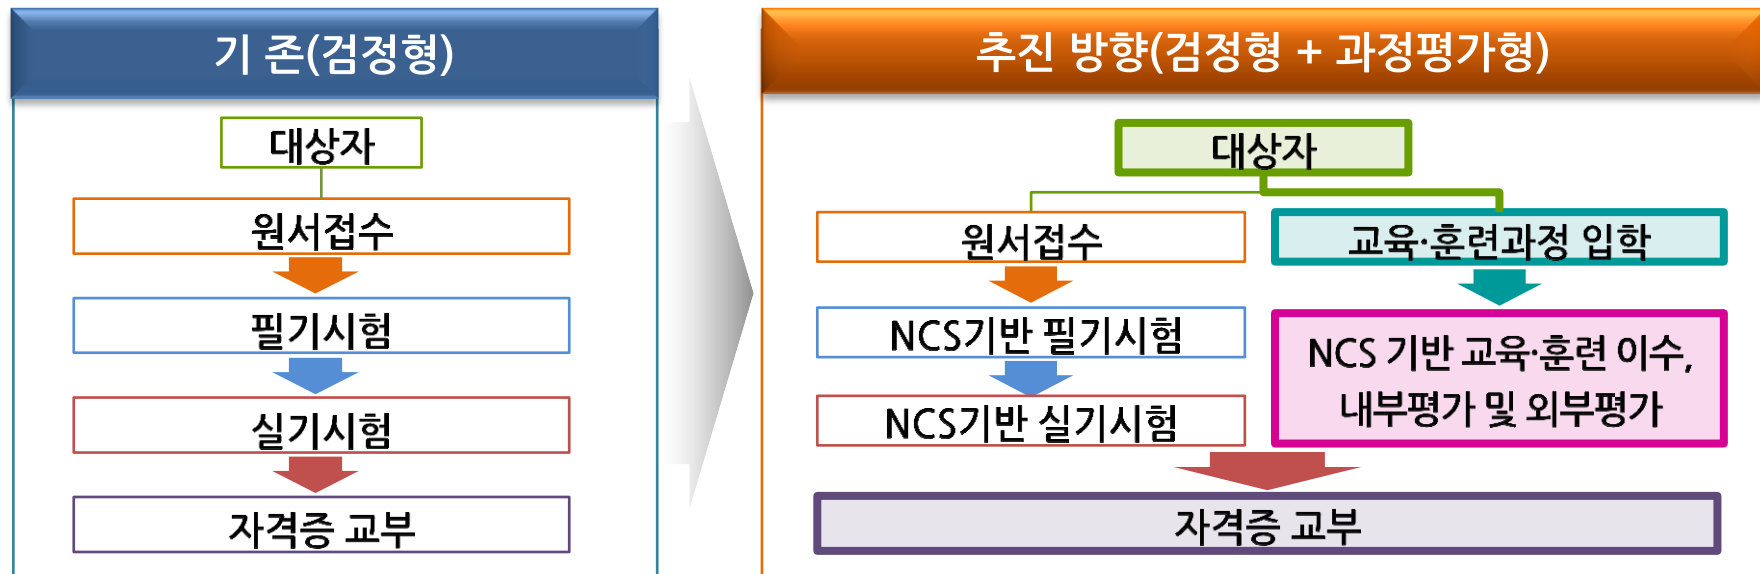 기 존(검정형)
대상자
원서접수
필기시험
실기시험
자격증 교부
추진 방향(검정형 + 과정평가형)
대상자
원서접수
NCS기반 필기시험
NCS기반 실기시험
교육·훈련과정 입학
NCS 기반 교육·훈련 이수,
내부평가 및 외부평가
자격증 교부